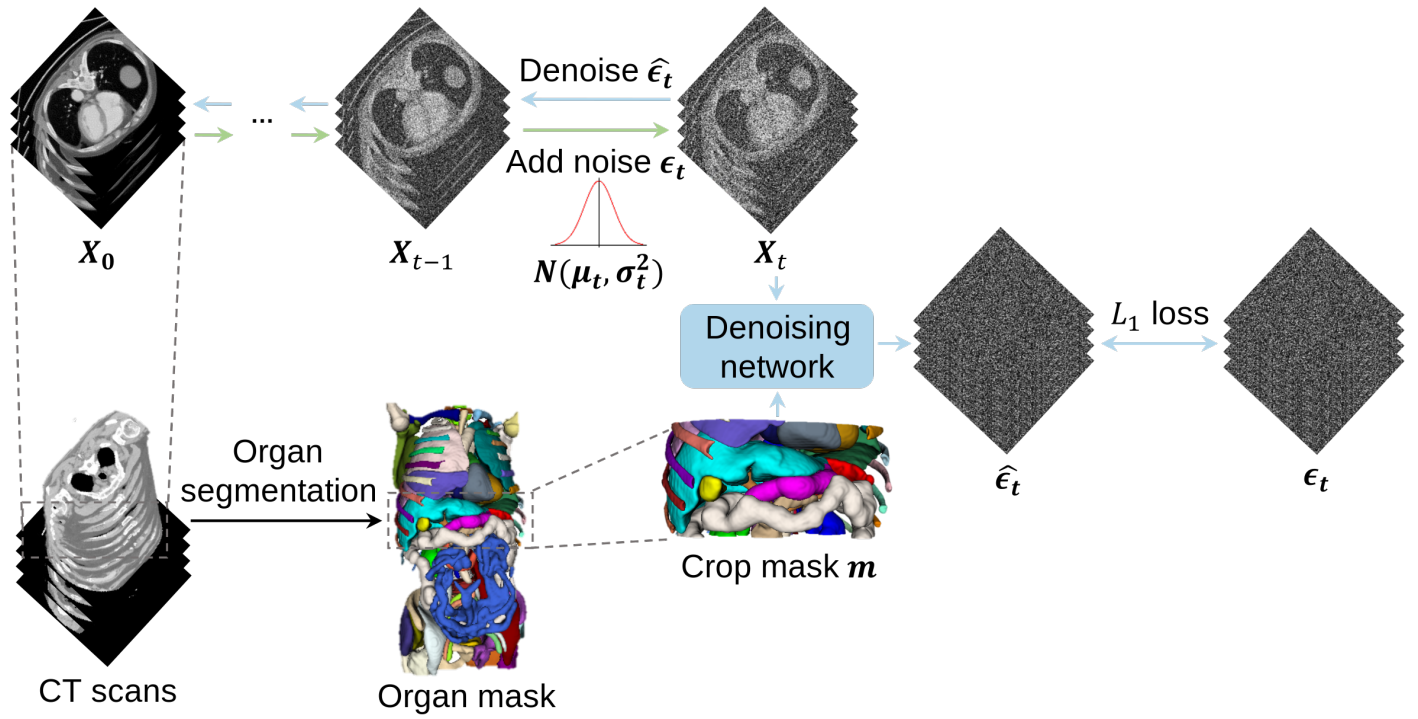 Denoise ϵ̂ₜ
...
Add noise ϵₜ
X₀
Xₜ₋₁
N(μₜ, σₜ²)
Xₜ
Denoising
network
L₁ loss
Organ
segmentation
ϵ̂ₜ
ϵₜ
Crop mask m
CT scans
Organ mask